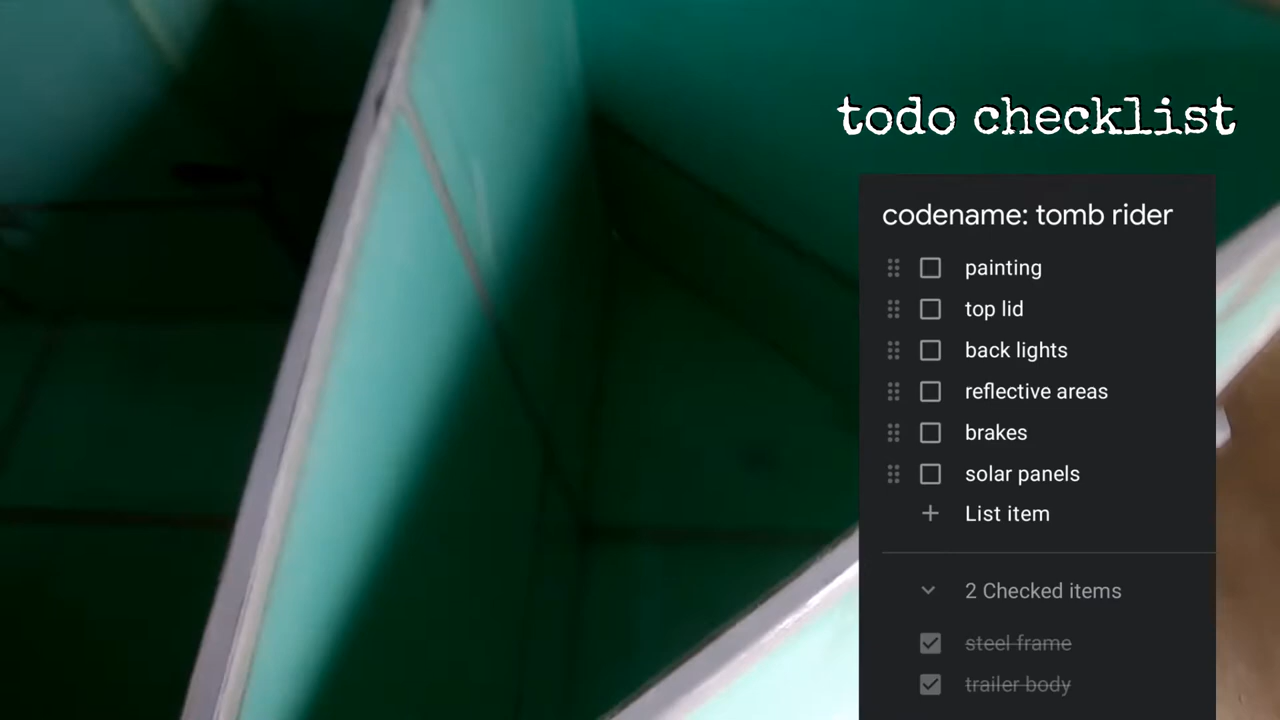 todo checklist
codename: tomb rider
painting
top lid
back lights
reflective areas
brakes
solar panels
List item
2 Checked items
steel frame
trailer body